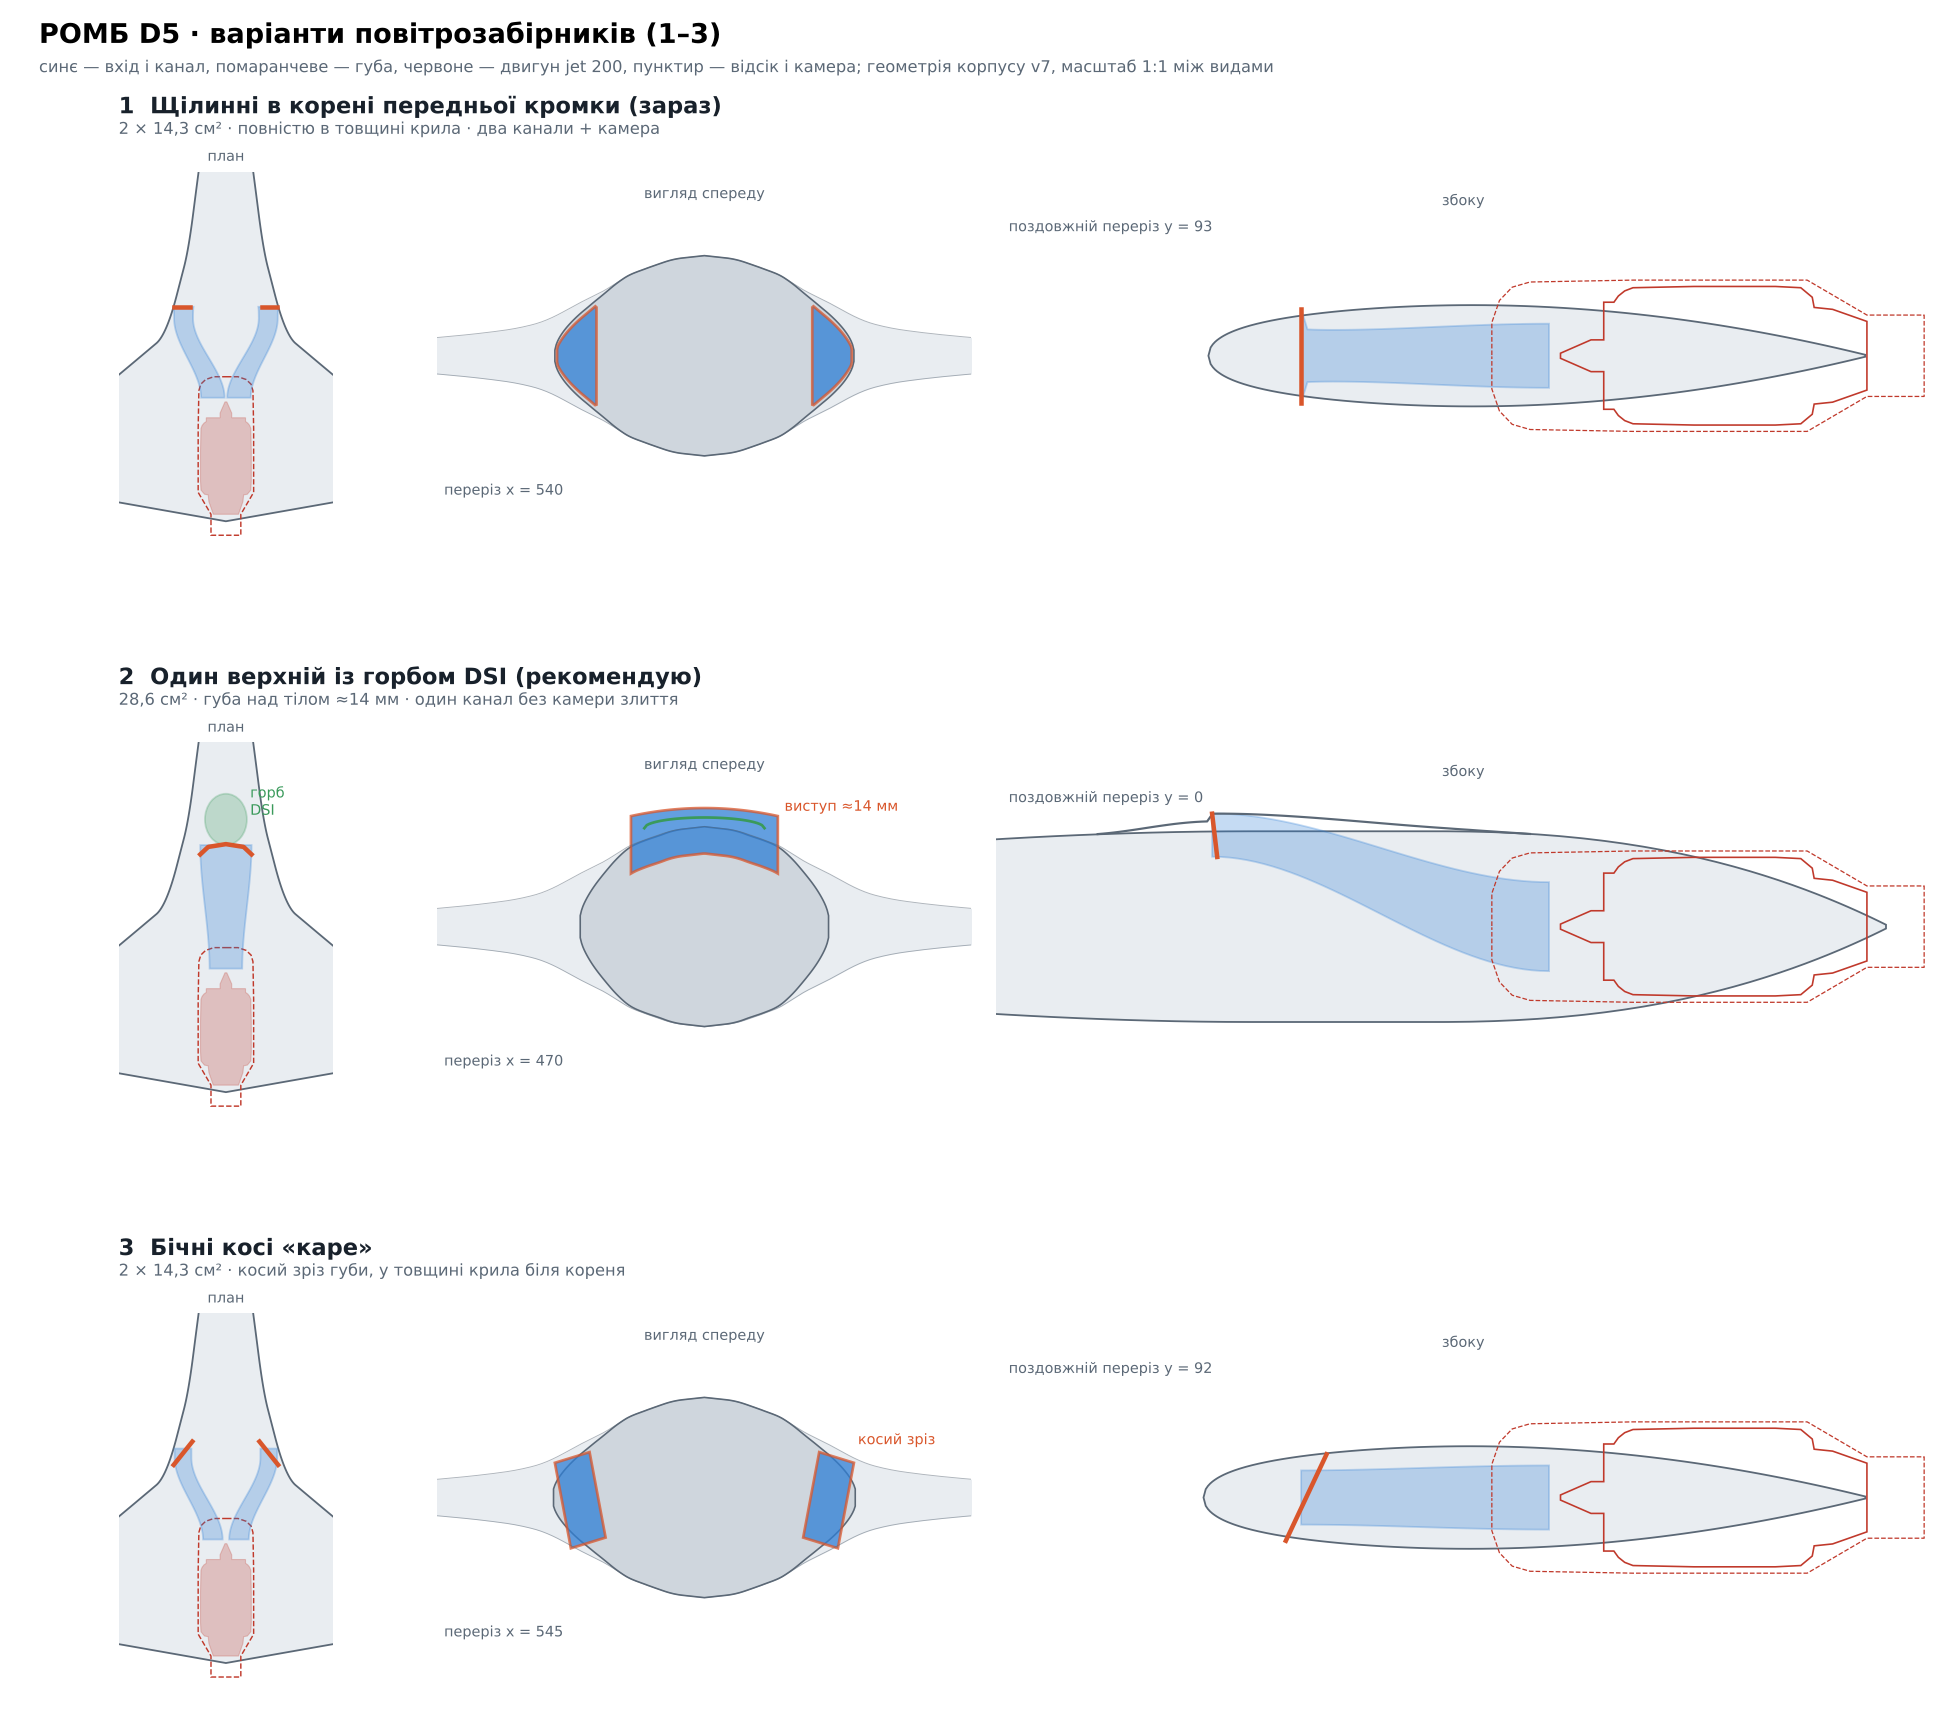 РОМБ D5 · варіанти повітрозабірників (1–3)
синє — вхід і канал, помаранчеве — губа, червоне — двигун jet 200, пунктир — відсік і камера; геометрія корпусу v7, масштаб 1:1 між видами
1 Щілинні в корені передньої кромки (зараз)
2 × 14,3 см² · повністю в товщині крила · два канали + камера
план
вигляд спереду
збоку
поздовжній переріз y = 93
переріз x = 540
2 Один верхній із горбом DSI (рекомендую)
28,6 см² · губа над тілом ≈14 мм · один канал без камери злиття
план
вигляд спереду
збоку
горб
DSI
виступ ≈14 мм
поздовжній переріз y = 0
переріз x = 470
3 Бічні косі «каре»
2 × 14,3 см² · косий зріз губи, у товщині крила біля кореня
план
вигляд спереду
збоку
поздовжній переріз y = 92
косий зріз
переріз x = 545